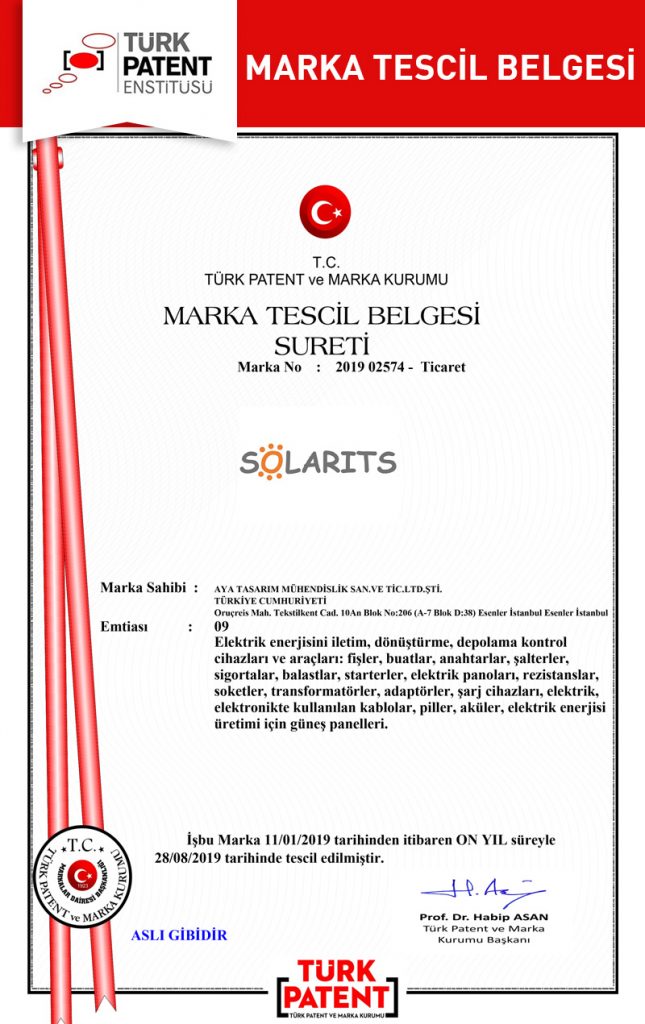 TÜRK
PATENT
ENSTİTÜSÜ
MARKA TESCİL BELGESİ
T.C.
TÜRK PATENT ve MARKA KURUMU
MARKA TESCİL BELGESİ
SURETİ
Marka No : 2019 02574 - Ticaret
SOLARITS
Marka Sahibi : AYA TASARIM MÜHENDİSLİK SAN.VE TİC.LTD.ŞTİ.
TÜRKİYE CUMHURİYETİ
Oruçreis Mah. Tekstilkent Cad. 10An Blok No:206 (A-7 Blok D:38) Esenler İstanbul Esenler İstanbul
Emtiası : 09
Elektrik enerjisini iletim, dönüştürme, depolama kontrol
cihazları ve araçları: fişler, buatlar, anahtarlar, şalterler,
sigortalar, balastlar, starterler, elektrik panoları, rezistanslar,
soketler, transformatörler, adaptörler, şarj cihazları, elektrik,
elektronikte kullanılan kablolar, piller, aküler, elektrik enerjisi
üretimi için güneş panelleri.
İşbu Marka 11/01/2019 tarihinden itibaren ON YIL süreyle
28/08/2019 tarihinde tescil edilmiştir.
T.C.
TÜRK PATENT ve MARKA KURUMU
MARKALAR DAİRESİ BAŞKANLIĞI
1923
ASLI GİBİDİR
Prof. Dr. Habip ASAN
Türk Patent ve Marka
Kurumu Başkanı
TÜRK
PATENT
TÜRK PATENT VE MARKA KURUMU